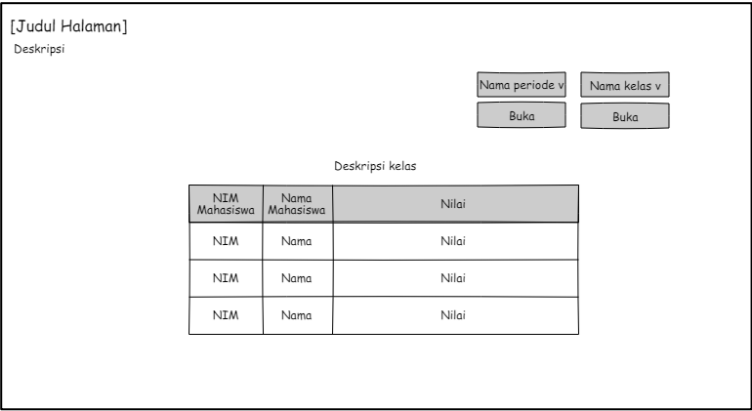 [Judul Halaman]
Deskripsi
Nama periode v Nama kelas v
Buka Buka
Deskripsi kelas
NIM Mahasiswa Nama Mahasiswa Nilai
NIM Nama Nilai
NIM Nama Nilai
NIM Nama Nilai